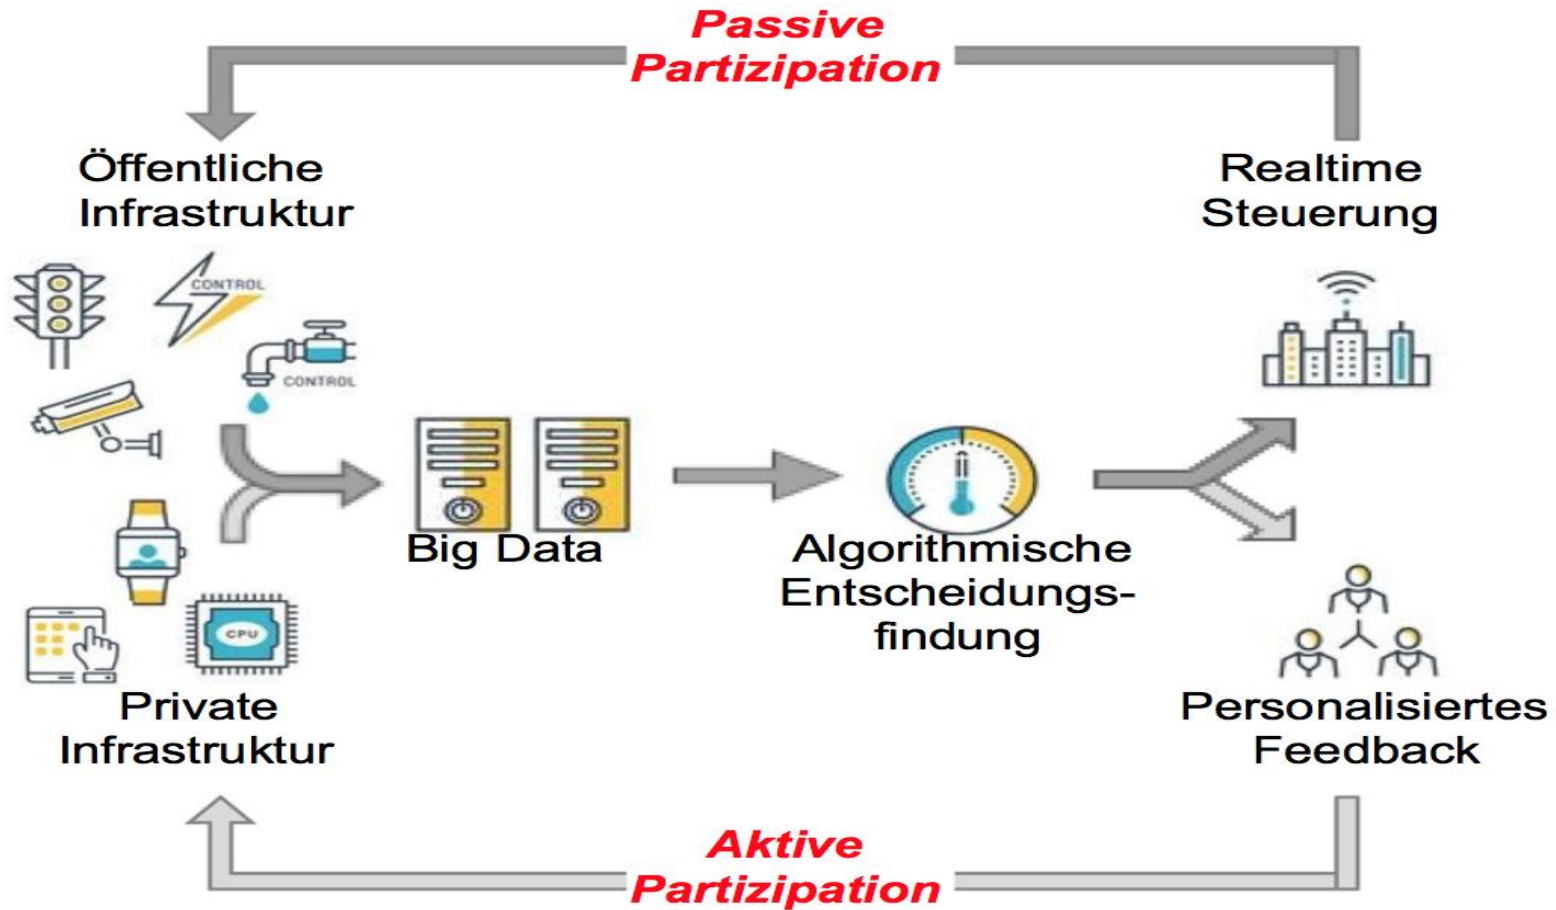 Passive
Partizipation
Öffentliche
Infrastruktur
Realtime
Steuerung
CONTROL
CONTROL
Big Data
Algorithmische
Entscheidungs-
findung
CPU
Private
Infrastruktur
Personalisiertes
Feedback
Aktive
Partizipation